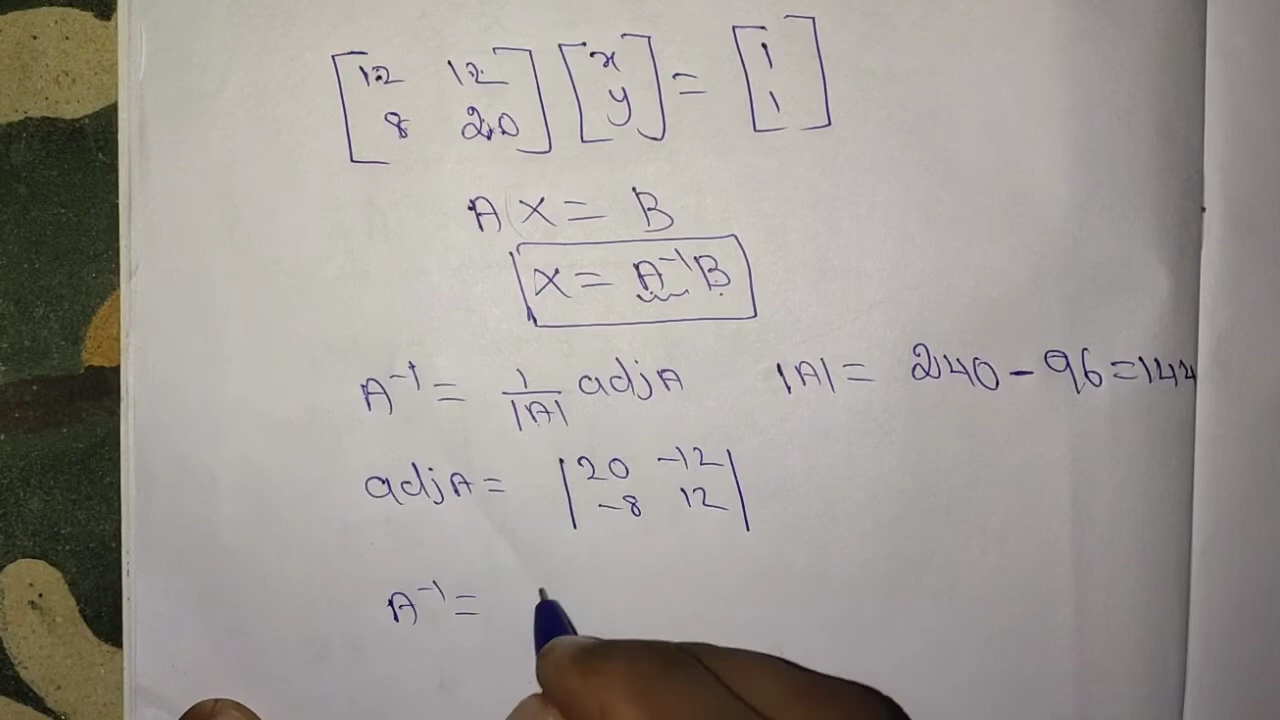 [12 12
8 20] [x
y] = [1
1]
A X = B
X = A⁻¹B
A⁻¹ = 1/|A| adjA |A| = 240 - 96 = 144
adjA = |20 -12
-8 12|
A⁻¹ =